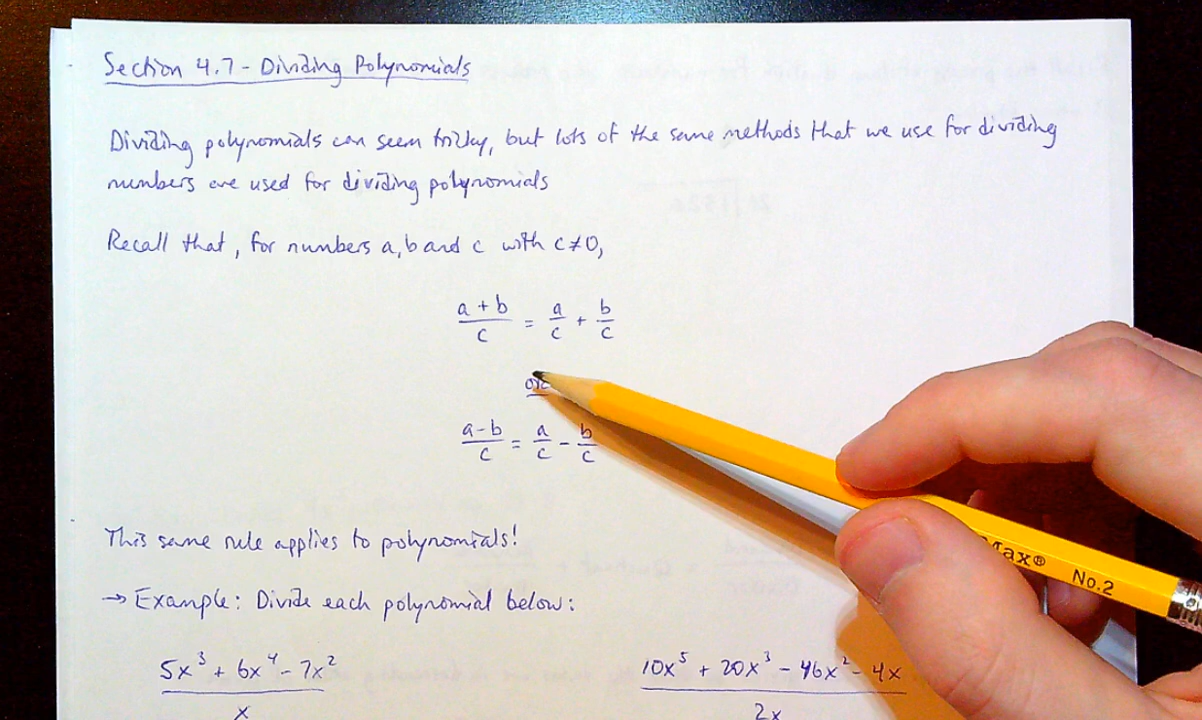 Section 4.7 - Dividing Polynomials
Dividing polynomials can seem tricky, but lots of the same methods that we use for dividing
numbers are used for dividing polynomials
Recall that, for numbers a, b and c with c ≠ 0,
(a + b)/c = a/c + b/c
(a - b)/c = a/c - b/c
This same rule applies to polynomials!
→ Example: Divide each polynomial below:
(5x³ + 6x⁴ - 7x²)/x (10x⁵ + 20x³ - 46x² - 4x)/2x
Max® No.2